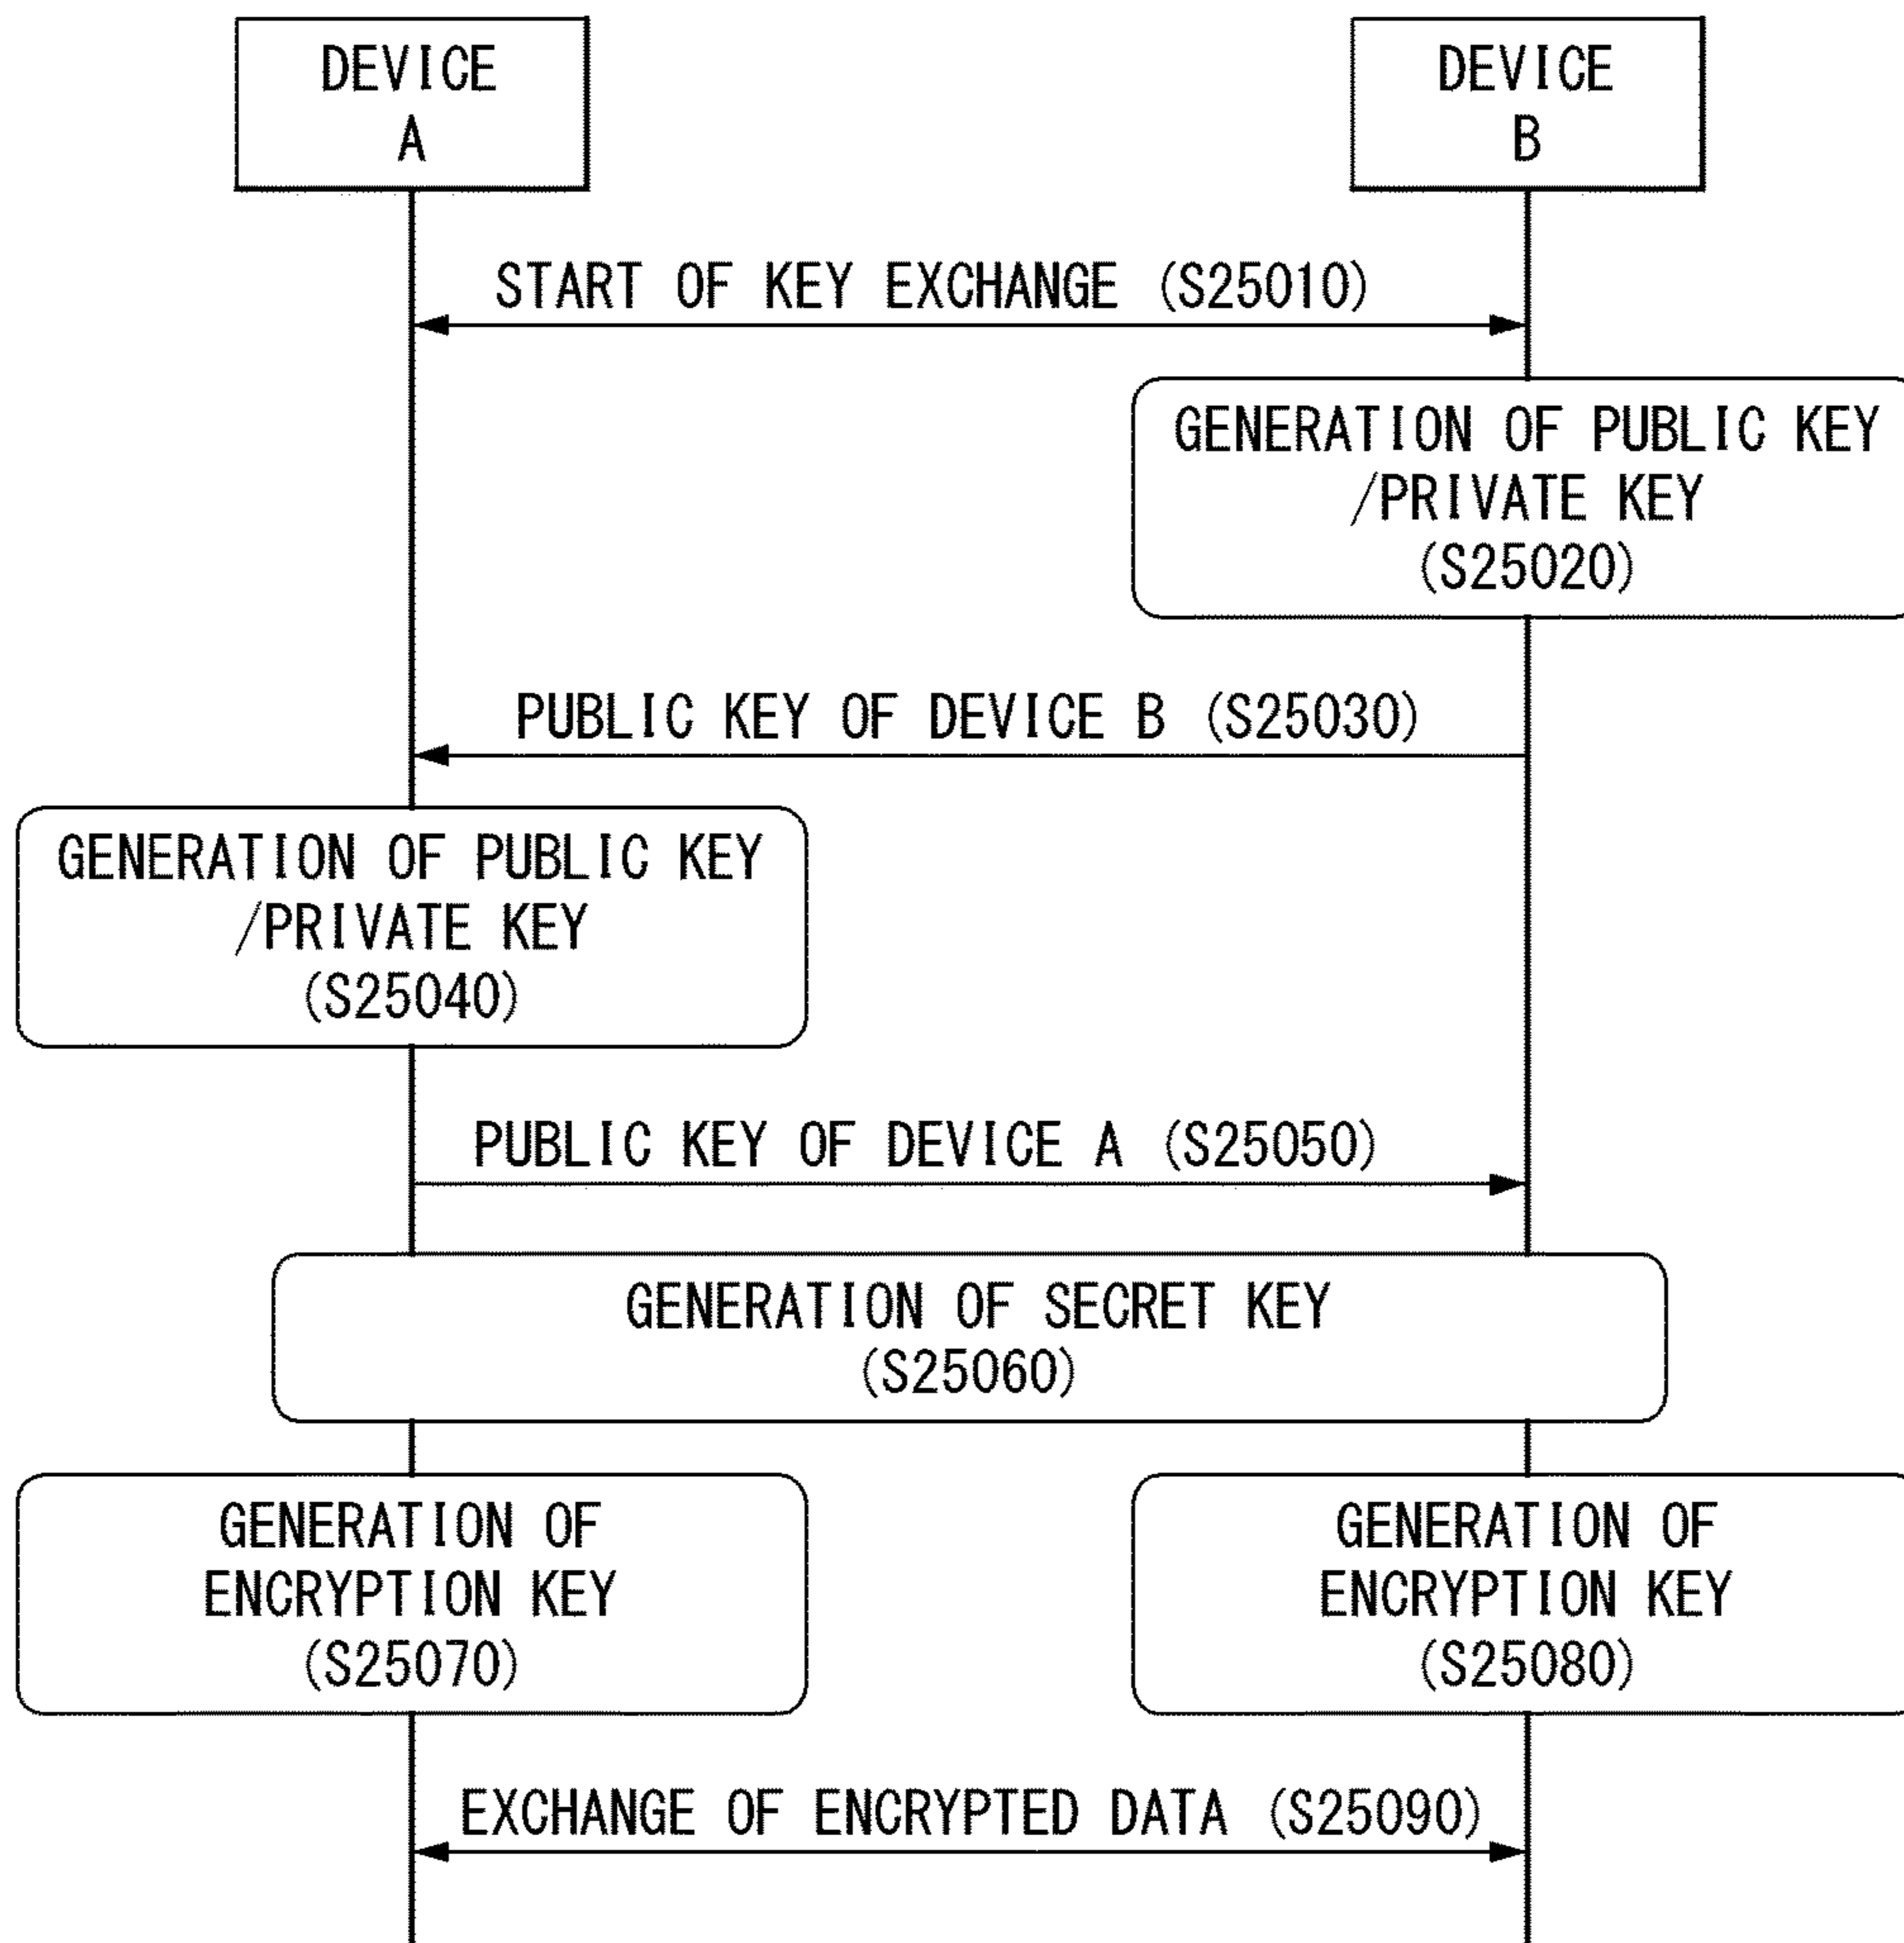 DEVICE
A
DEVICE
B
START OF KEY EXCHANGE (S25010)
GENERATION OF PUBLIC KEY
/PRIVATE KEY
(S25020)
PUBLIC KEY OF DEVICE B (S25030)
GENERATION OF PUBLIC KEY
/PRIVATE KEY
(S25040)
PUBLIC KEY OF DEVICE A (S25050)
GENERATION OF SECRET KEY
(S25060)
GENERATION OF
ENCRYPTION KEY
(S25070)
GENERATION OF
ENCRYPTION KEY
(S25080)
EXCHANGE OF ENCRYPTED DATA (S25090)